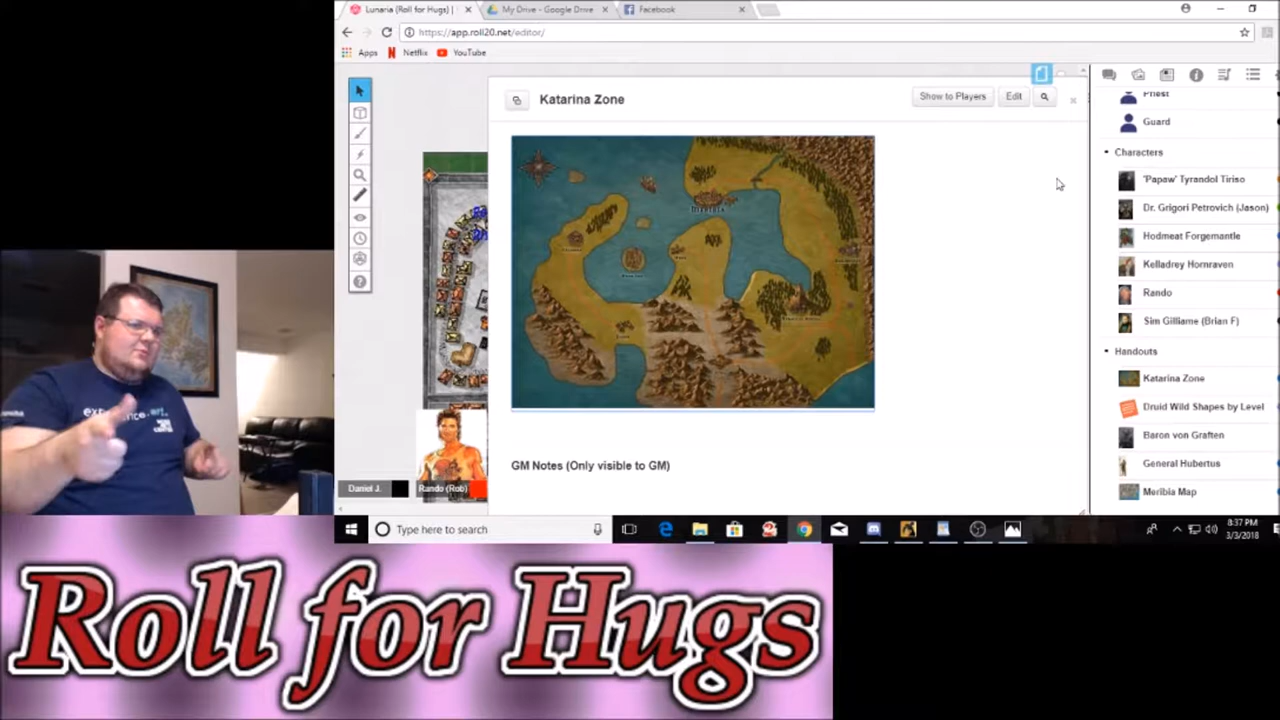 Lunaria (Roll for Hugs) |
My Drive - Google Drive
Facebook
https://app.roll20.net/editor/
Apps
Netflix
YouTube
Katarina Zone
Show to Players
Edit
GM Notes (Only visible to GM)
Priest
Guard
Characters
'Papaw' Tyrandol Tiriso
Dr. Grigori Petrovich (Jason)
Hodmeat Forgemantle
Kelladrey Hornraven
Rando
Sim Gilliame (Brian F)
Handouts
Katarina Zone
Druid Wild Shapes by Level
Baron von Graften
General Hubertus
Meribia Map
Daniel J.
Rando (Rob)
Type here to search
8:37 PM
3/3/2018
Roll for Hugs